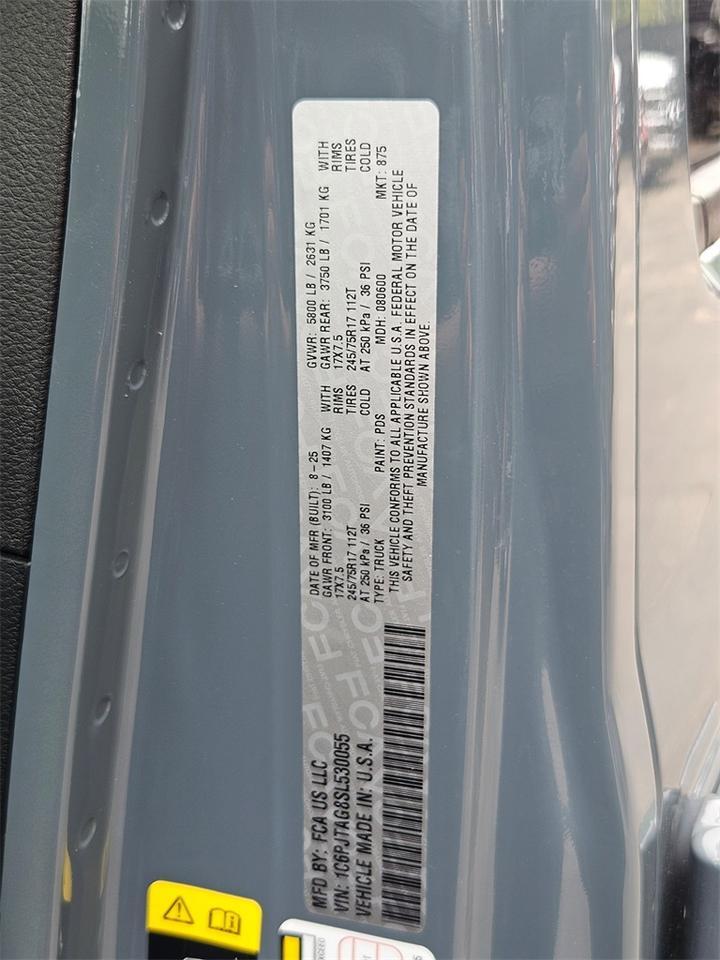 MFD BY: FCA US LLC
VIN: 1C6PJTAG8SL530055
VEHICLE MADE IN: U.S.A.
DATE OF MFR (BUILT): 8-25 GVWR: 5800 LB / 2631 KG
GAWR FRONT: 3100 LB / 1407 KG WITH GAWR REAR: 3750 LB / 1701 KG WITH
17X7.5 RIMS 17X7.5 RIMS
245/75R17 112T TIRES 245/75R17 112T TIRES
AT 250 kPa / 36 PSI COLD AT 250 kPa / 36 PSI COLD
TYPE: TRUCK PAINT: PDS MDH: 080600 MKT: 875
THIS VEHICLE CONFORMS TO ALL APPLICABLE U.S.A. FEDERAL MOTOR VEHICLE
SAFETY AND THEFT PREVENTION STANDARDS IN EFFECT ON THE DATE OF
MANUFACTURE SHOWN ABOVE.